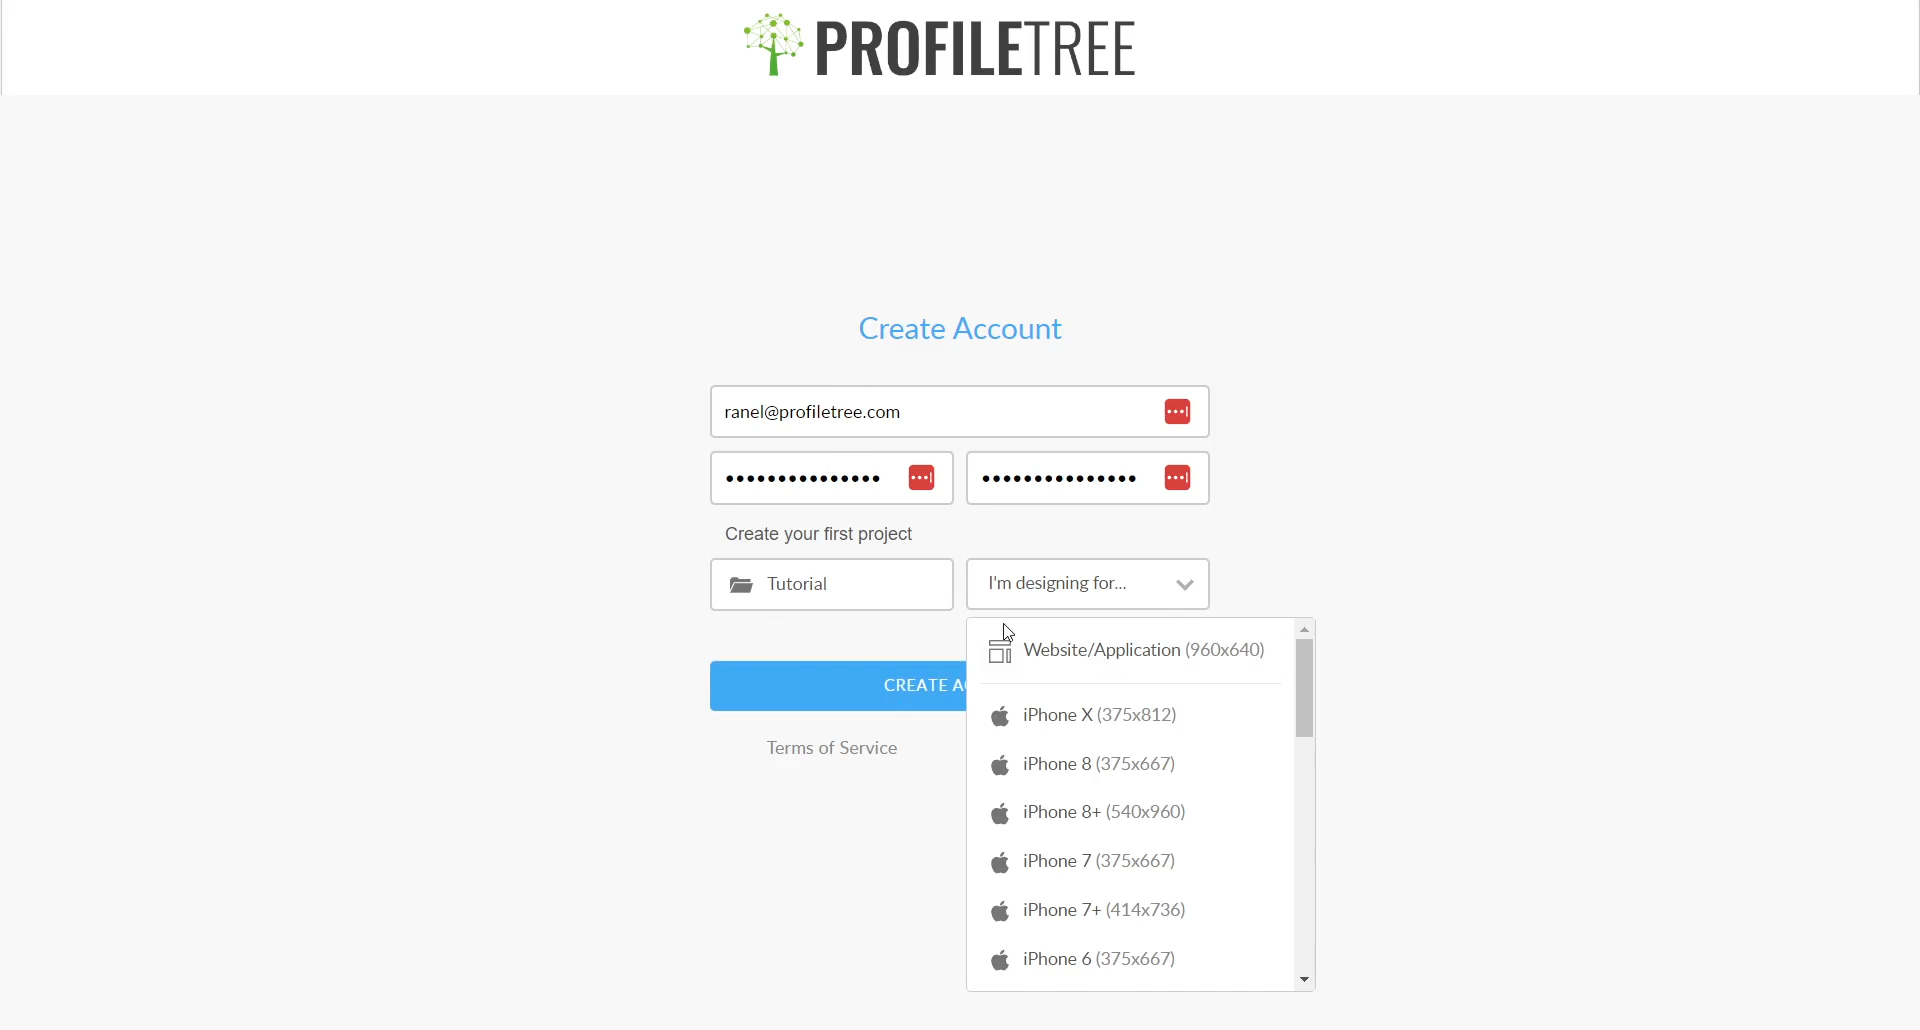 PROFILETREE
Create Account
ranel@profiletree.com
Create your first project
Tutorial
I'm designing for...
Website/Application (960x640)
CREATE A
iPhone X (375x812)
Terms of Service
iPhone 8 (375x667)
iPhone 8+ (540x960)
iPhone 7 (375x667)
iPhone 7+ (414x736)
iPhone 6 (375x667)